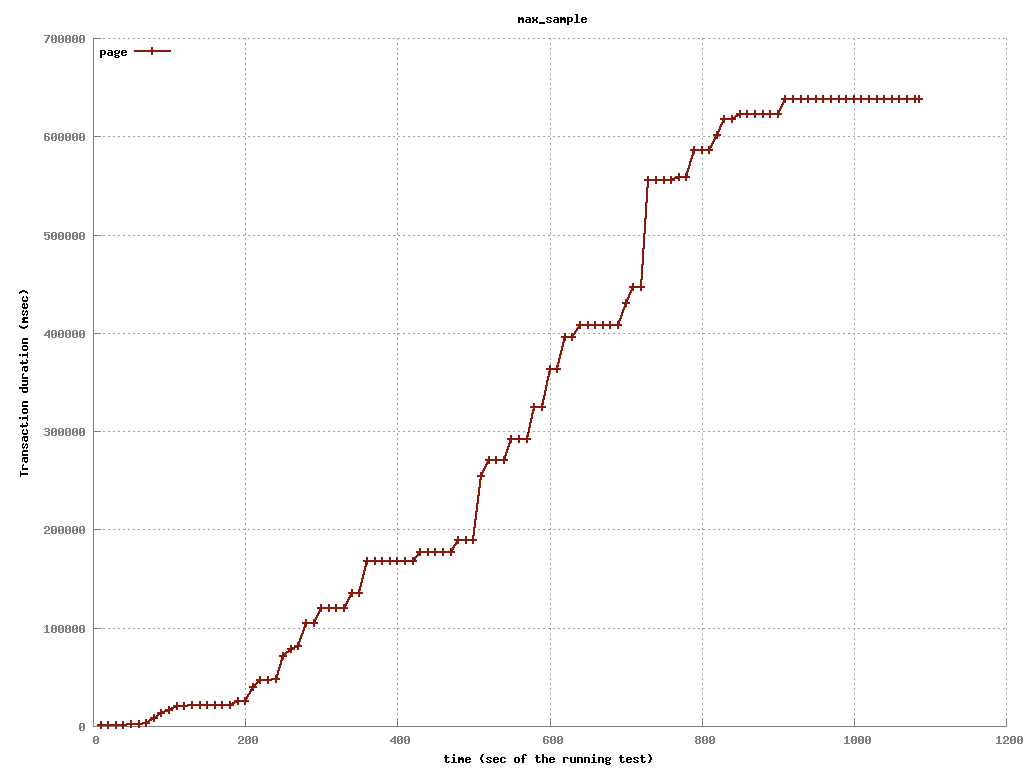 max_sample
page
700000
600000
500000
400000
300000
200000
100000
0
Transaction duration (msec)
0 200 400 600 800 1000 1200
time (sec of the running test)